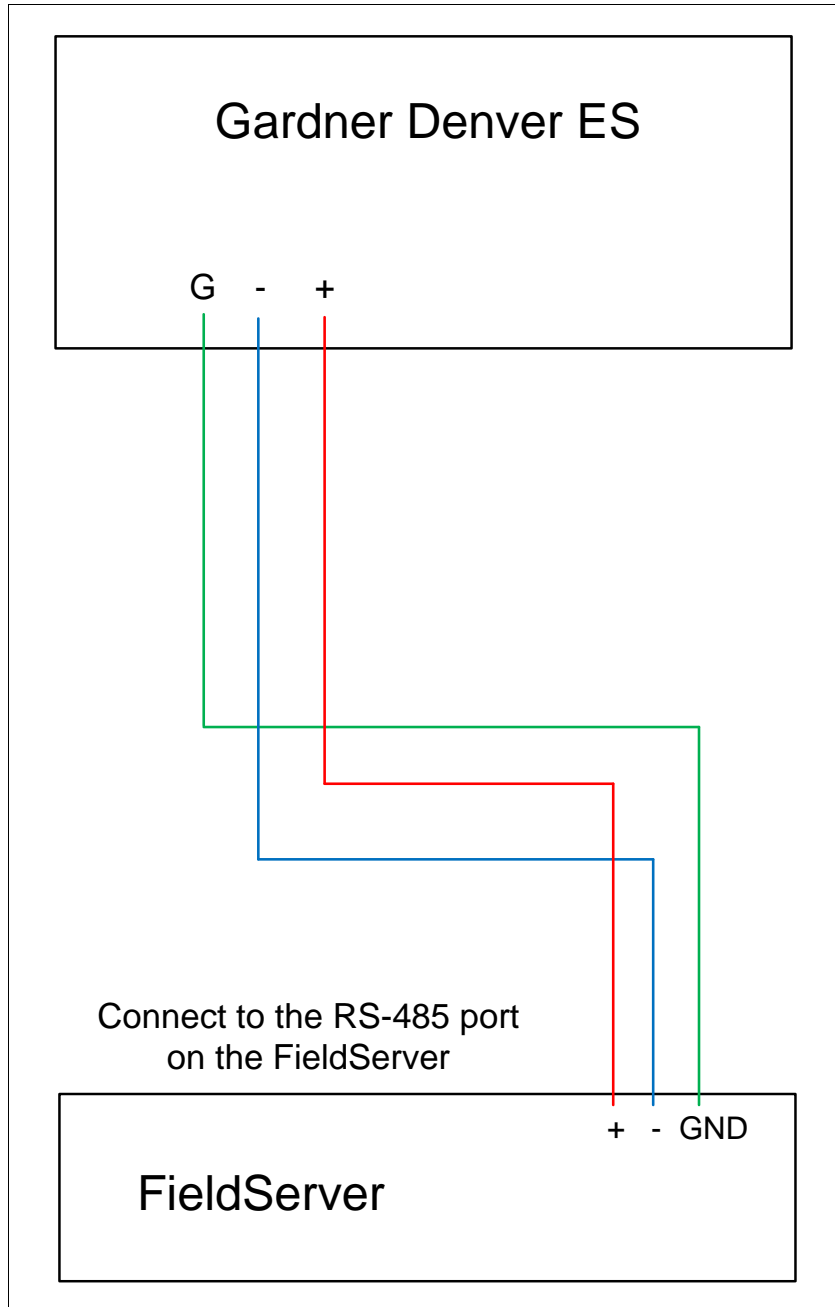 Gardner Denver ES
G - +
Connect to the RS-485 port
on the FieldServer
+ - GND
FieldServer